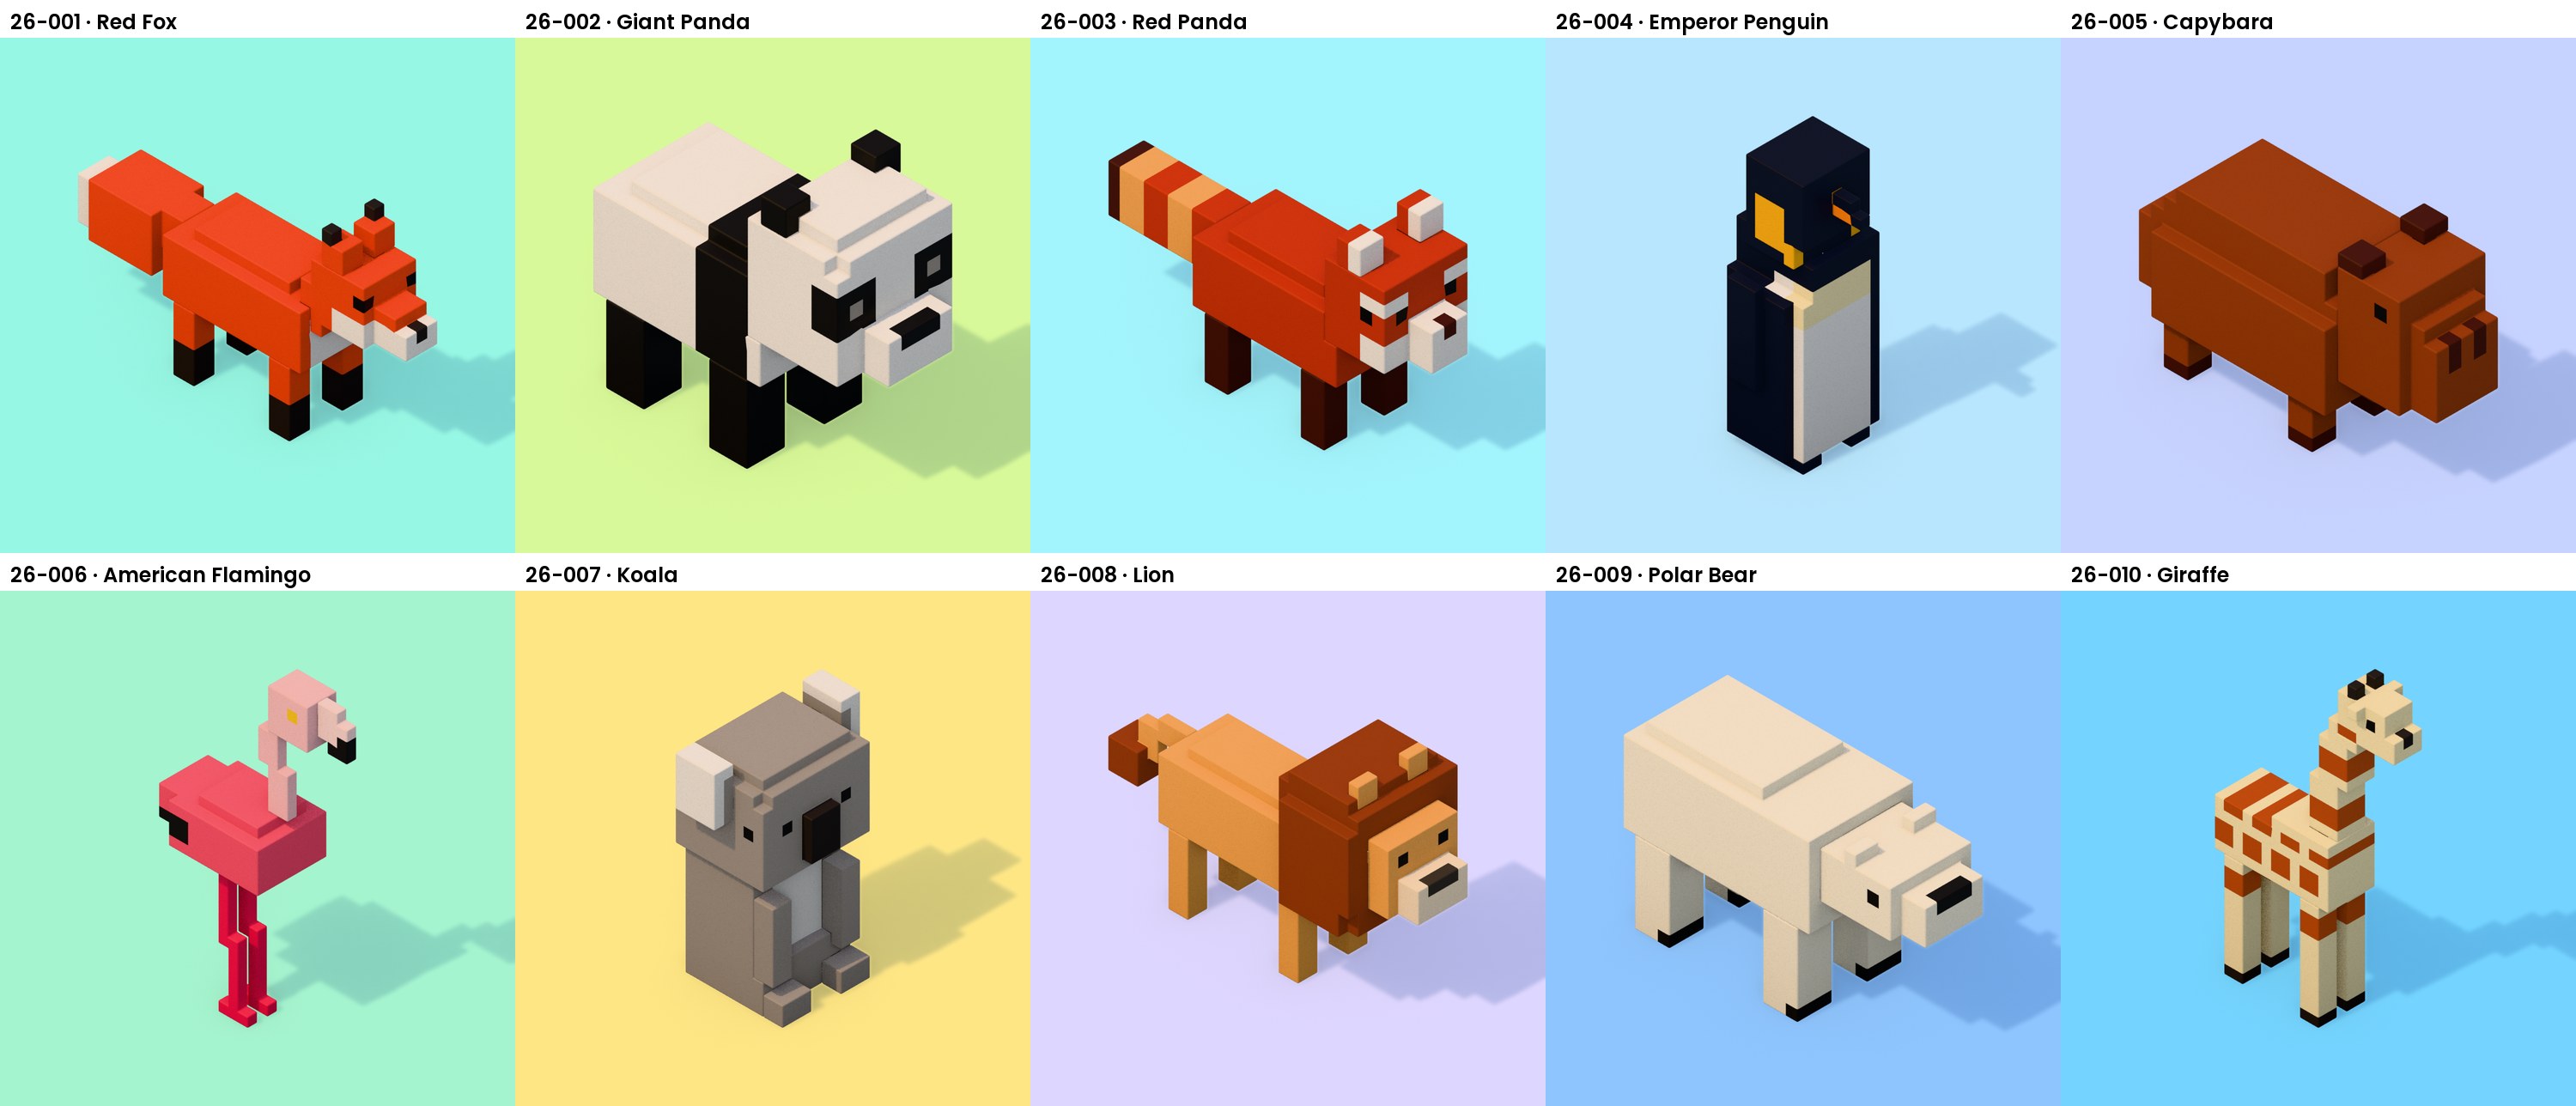 26-001 · Red Fox
26-002 · Giant Panda
26-003 · Red Panda
26-004 · Emperor Penguin
26-005 · Capybara
26-006 · American Flamingo
26-007 · Koala
26-008 · Lion
26-009 · Polar Bear
26-010 · Giraffe